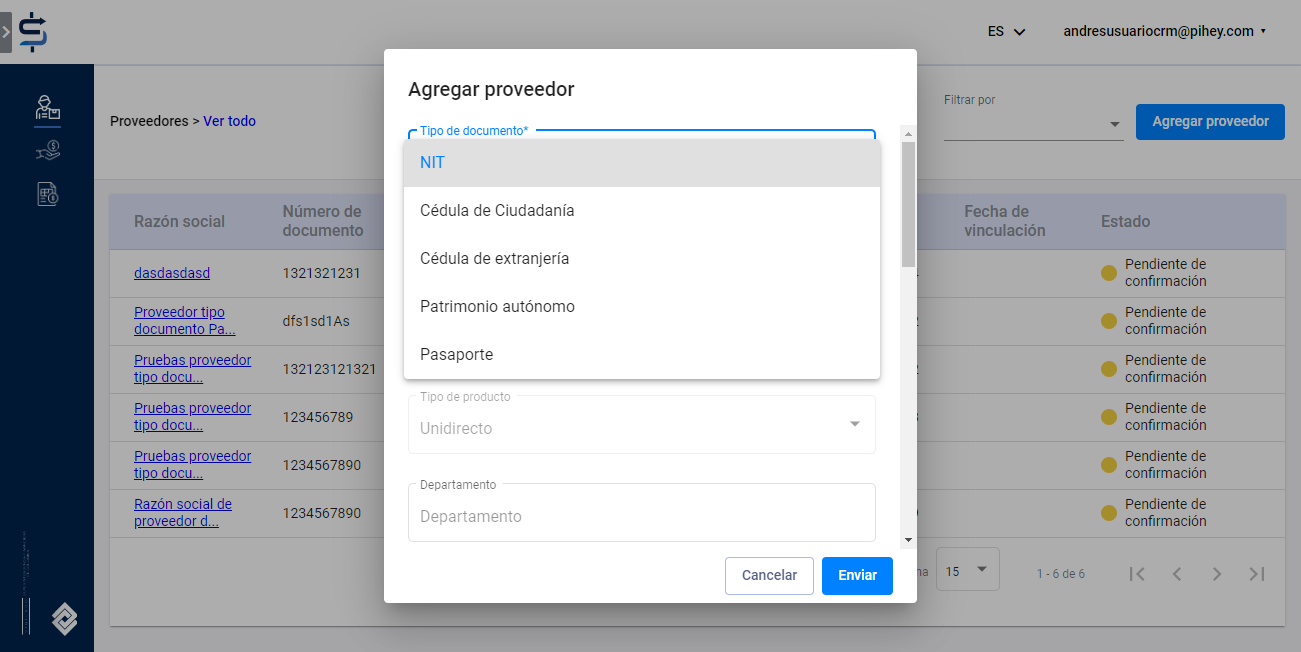 ES
andresusuariocrm@pihey.com
Proveedores > Ver todo
Filtrar por
Agregar proveedor
Razón social
Número de
documento
Fecha de
vinculación
Estado
dasdasdasd
1321321231
Pendiente de
confirmación
Proveedor tipo
documento Pa...
dfs1sd1As
Pendiente de
confirmación
Pruebas proveedor
tipo docu...
132123121321
Pendiente de
confirmación
Pruebas proveedor
tipo docu...
123456789
Pendiente de
confirmación
Pruebas proveedor
tipo docu...
1234567890
Pendiente de
confirmación
Razón social de
proveedor d...
1234567890
Pendiente de
confirmación
15
1 - 6 de 6
Agregar proveedor
Tipo de documento*
NIT
Cédula de Ciudadanía
Cédula de extranjería
Patrimonio autónomo
Pasaporte
Tipo de producto
Unidirecto
Departamento
Departamento
Cancelar
Enviar